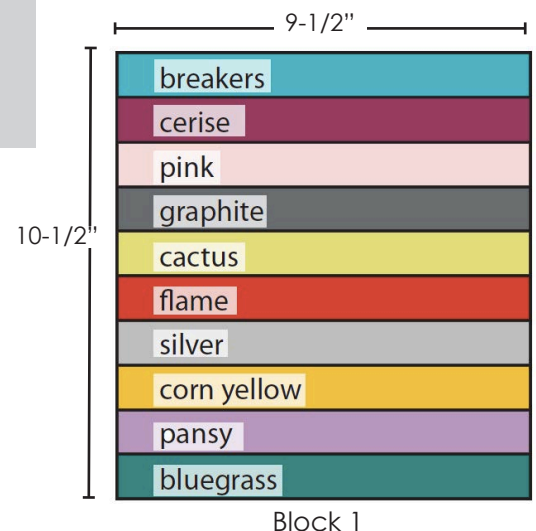 9-1/2”
breakers
cerise
pink
graphite
10-1/2”
cactus
flame
silver
corn yellow
pansy
bluegrass
Block 1